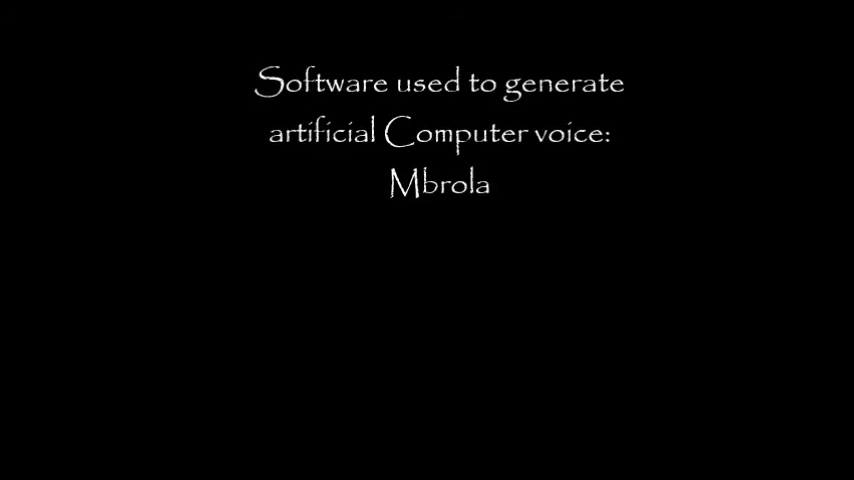 Software used to generate
artificial Computer voice:
Mbrola